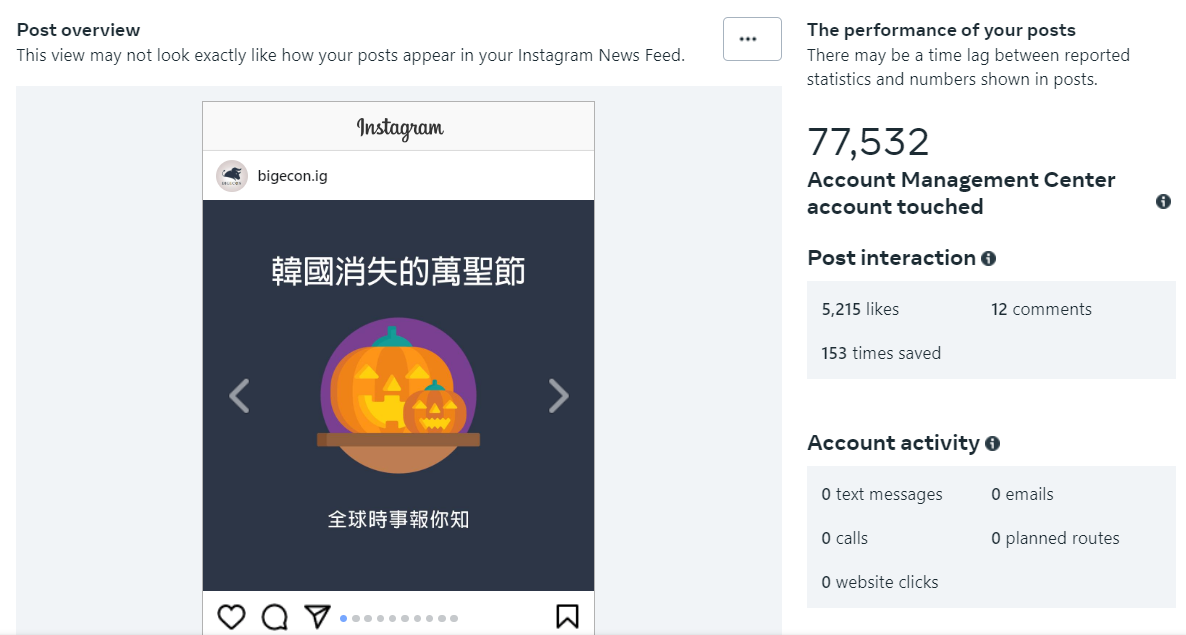 Post overview
This view may not look exactly like how your posts appear in your Instagram News Feed.
Instagram
bigecon.ig
韓國消失的萬聖節
全球時事報你知
The performance of your posts
There may be a time lag between reported
statistics and numbers shown in posts.
77,532
Account Management Center
account touched
Post interaction
5,215 likes
12 comments
153 times saved
Account activity
0 text messages
0 emails
0 calls
0 planned routes
0 website clicks